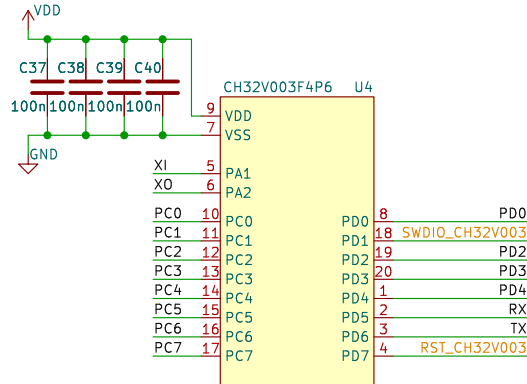 VDD
C37 C38 C39 C40
100n 100n 100n 100n
GND
CH32V003F4P6 U4
9 VDD
7 VSS
XI 5 PA1
XO 6 PA2
PC0 10 PC0 PD0 8 PD0
PC1 11 PC1 PD1 18 SWDIO_CH32V003
PC2 12 PC2 PD2 19 PD2
PC3 13 PC3 PD3 20 PD3
PC4 14 PC4 PD4 1 PD4
PC5 15 PC5 PD5 2 RX
PC6 16 PC6 PD6 3 TX
PC7 17 PC7 PD7 4 RST_CH32V003